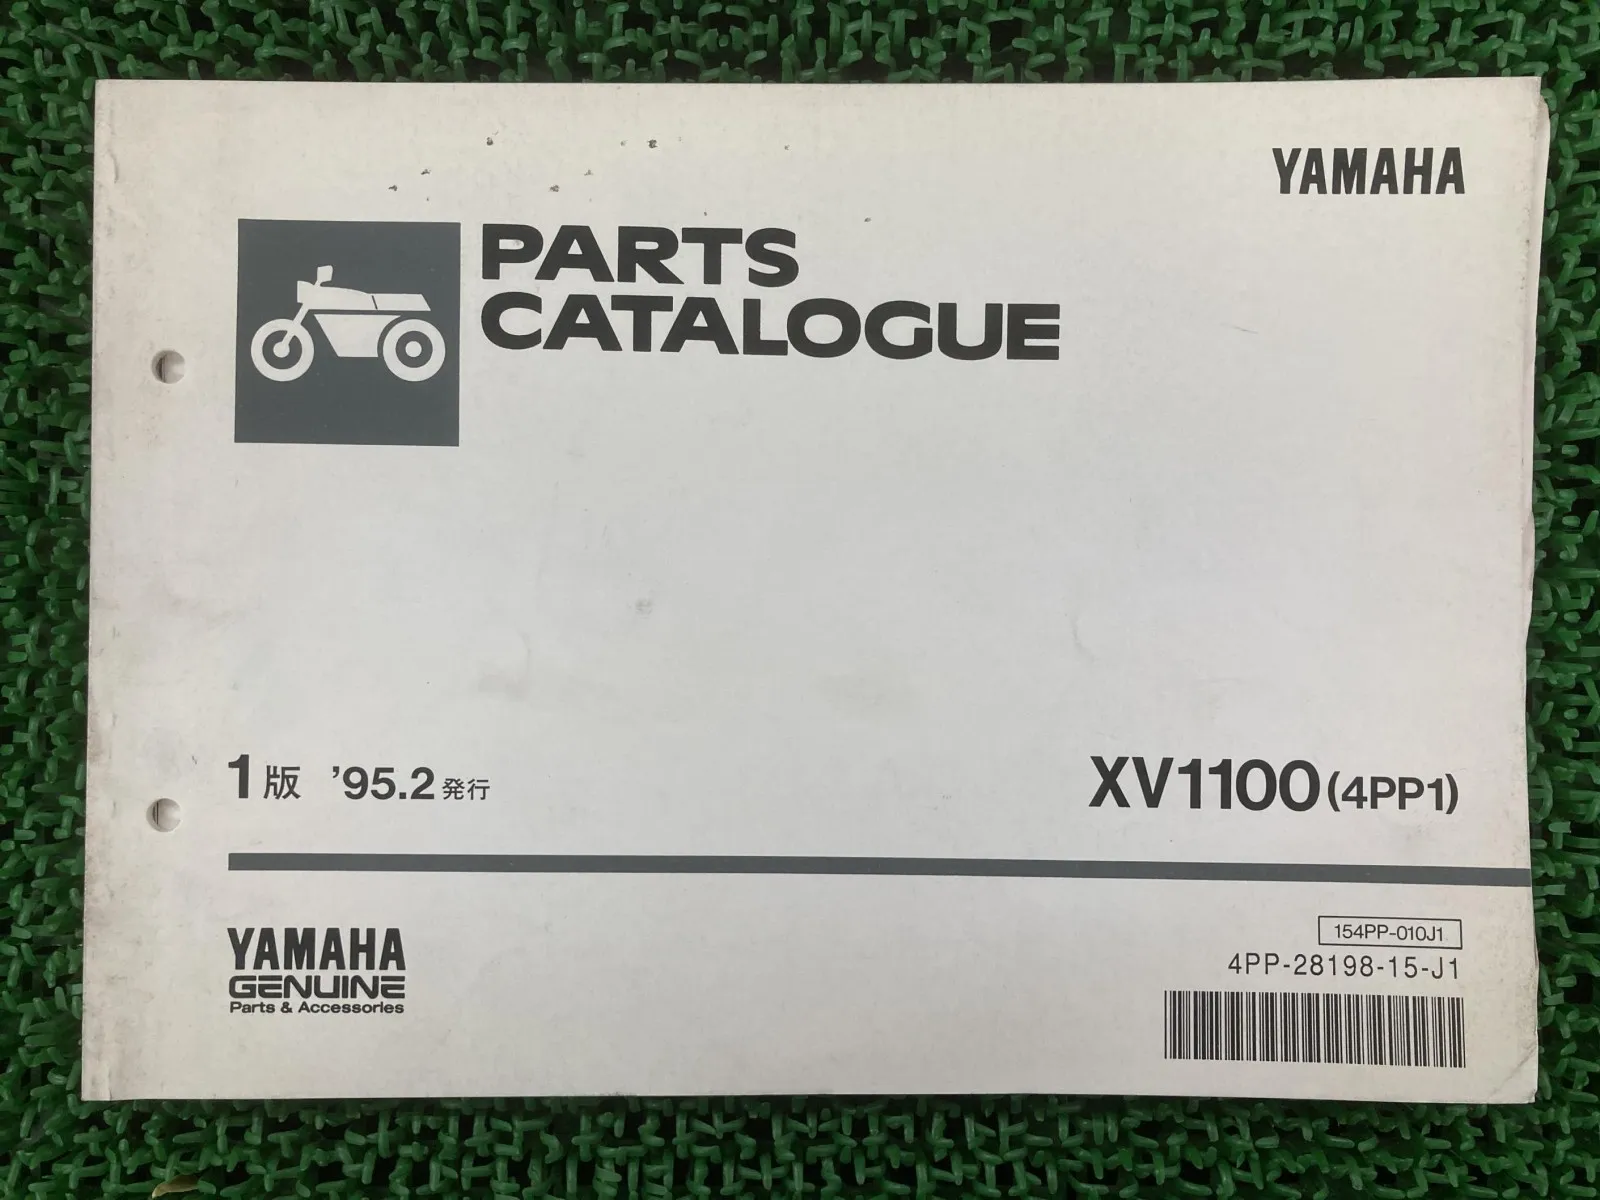 YAMAHA
PARTS
CATALOGUE
1版 '95.2発行
XV1100(4PP1)
YAMAHA
GENUINE
Parts & Accessories
154PP-010J1
4PP-28198-15-J1